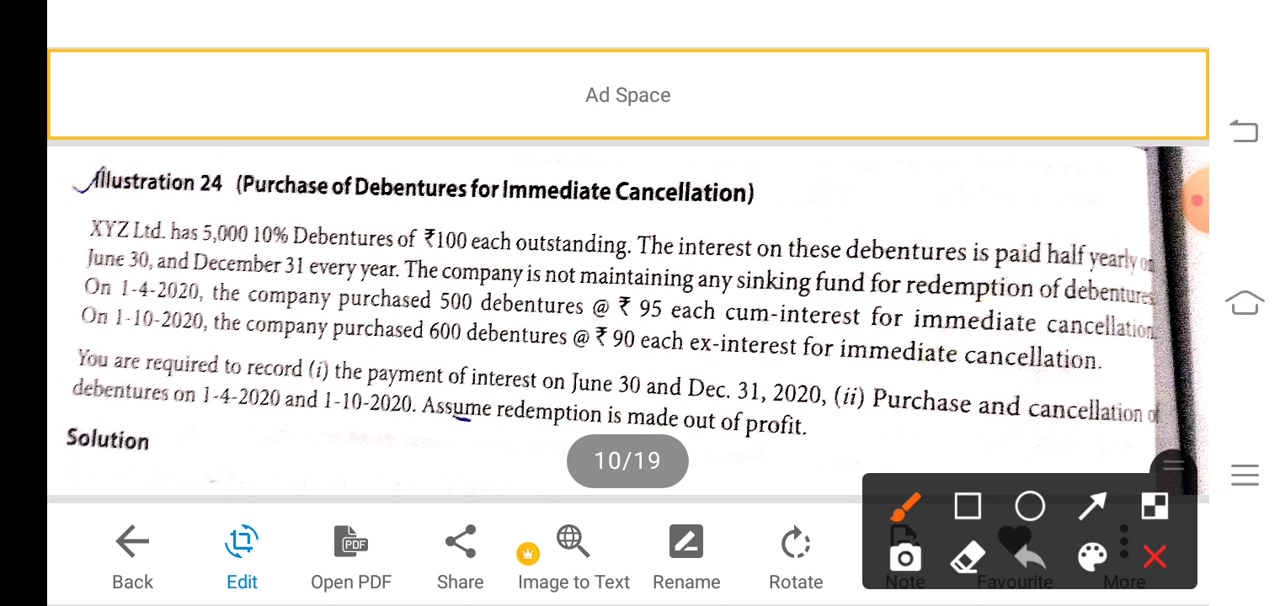 Ad Space
Illustration 24 (Purchase of Debentures for Immediate Cancellation)
XYZ Ltd. has 5,000 10% Debentures of ₹100 each outstanding. The interest on these debentures is paid half yearly on
June 30, and December 31 every year. The company is not maintaining any sinking fund for redemption of debentures
On 1-4-2020, the company purchased 500 debentures @ ₹ 95 each cum-interest for immediate cancellation
On 1-10-2020, the company purchased 600 debentures @ ₹ 90 each ex-interest for immediate cancellation.
You are required to record (i) the payment of interest on June 30 and Dec. 31, 2020, (ii) Purchase and cancellation of
debentures on 1-4-2020 and 1-10-2020. Assume redemption is made out of profit.
Solution
10/19
PDF
Back Edit Open PDF Share Image to Text Rename Rotate Note Favourite More